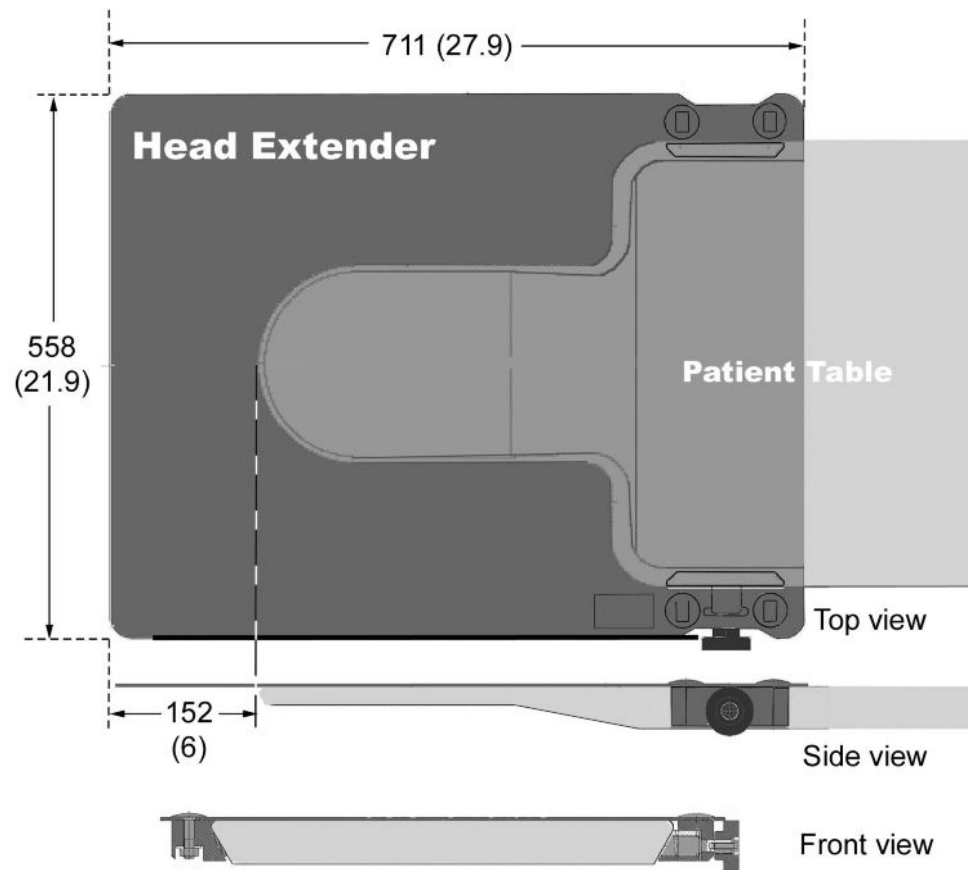 711 (27.9)
Head Extender
558
(21.9)
Patient Table
Top view
152
(6)
Side view
Front view